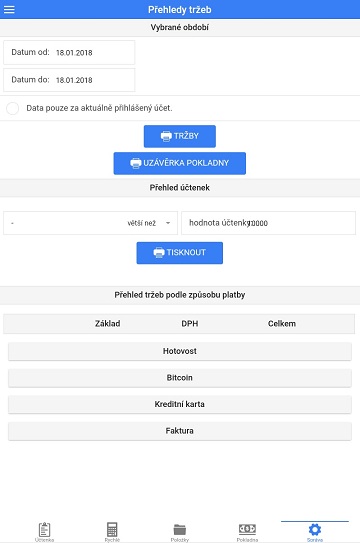 Přehledy tržeb
Vybrané období
Datum od: 18.01.2018
Datum do: 18.01.2018
Data pouze za aktuálně přihlášený účet.
TRŽBY
UZÁVĚRKA POKLADNY
Přehled účtenek
- větší než hodnota účtenky
TISKNOUT
Přehled tržeb podle způsobu platby
Základ DPH Celkem
Hotovost
Bitcoin
Kreditní karta
Faktura
Účtenka Rychlé Položky Pokladna Správa